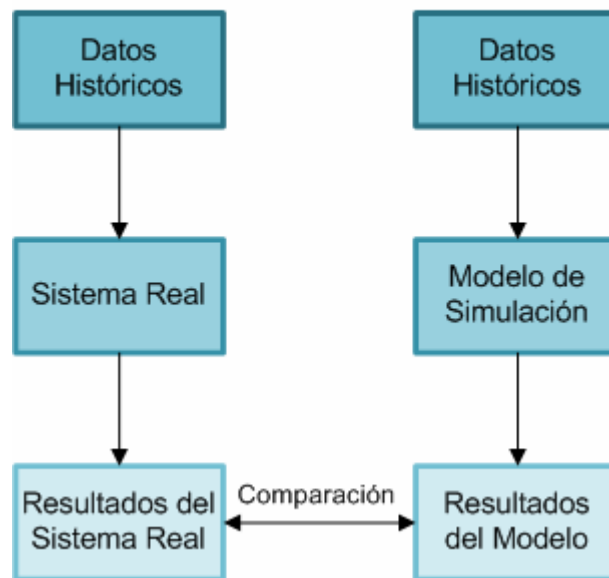 Datos
Históricos
Datos
Históricos
Sistema Real
Modelo de
Simulación
Resultados del
Sistema Real
Comparación
Resultados
del Modelo